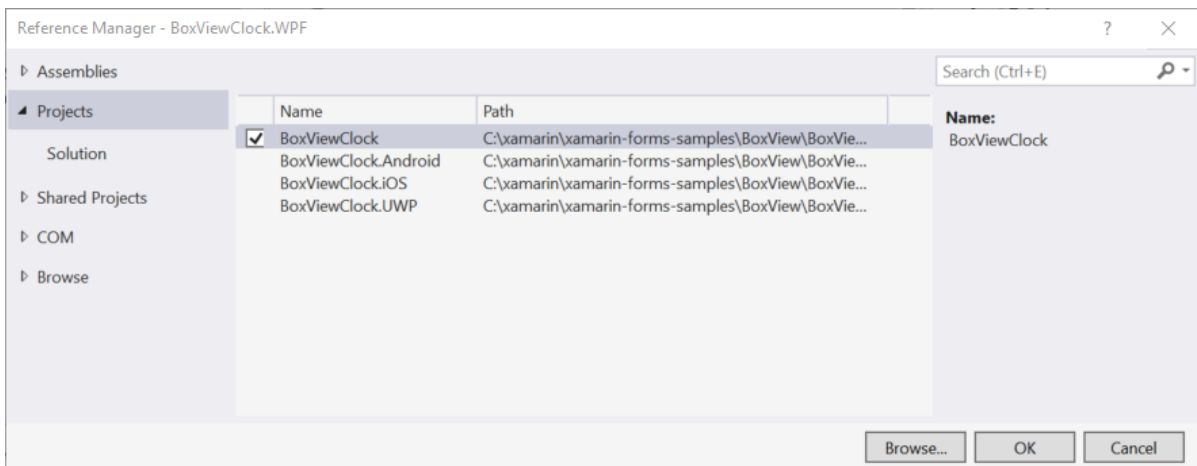 Reference Manager - BoxViewClock.WPF ? ×
Assemblies
Projects
Solution
Shared Projects
COM
Browse
Name Path
BoxViewClock C:\xamarin\xamarin-forms-samples\BoxView\BoxVie...
BoxViewClock.Android C:\xamarin\xamarin-forms-samples\BoxView\BoxVie...
BoxViewClock.iOS C:\xamarin\xamarin-forms-samples\BoxView\BoxVie...
BoxViewClock.UWP C:\xamarin\xamarin-forms-samples\BoxView\BoxVie...
Search (Ctrl+E)
Name:
BoxViewClock
Browse... OK Cancel